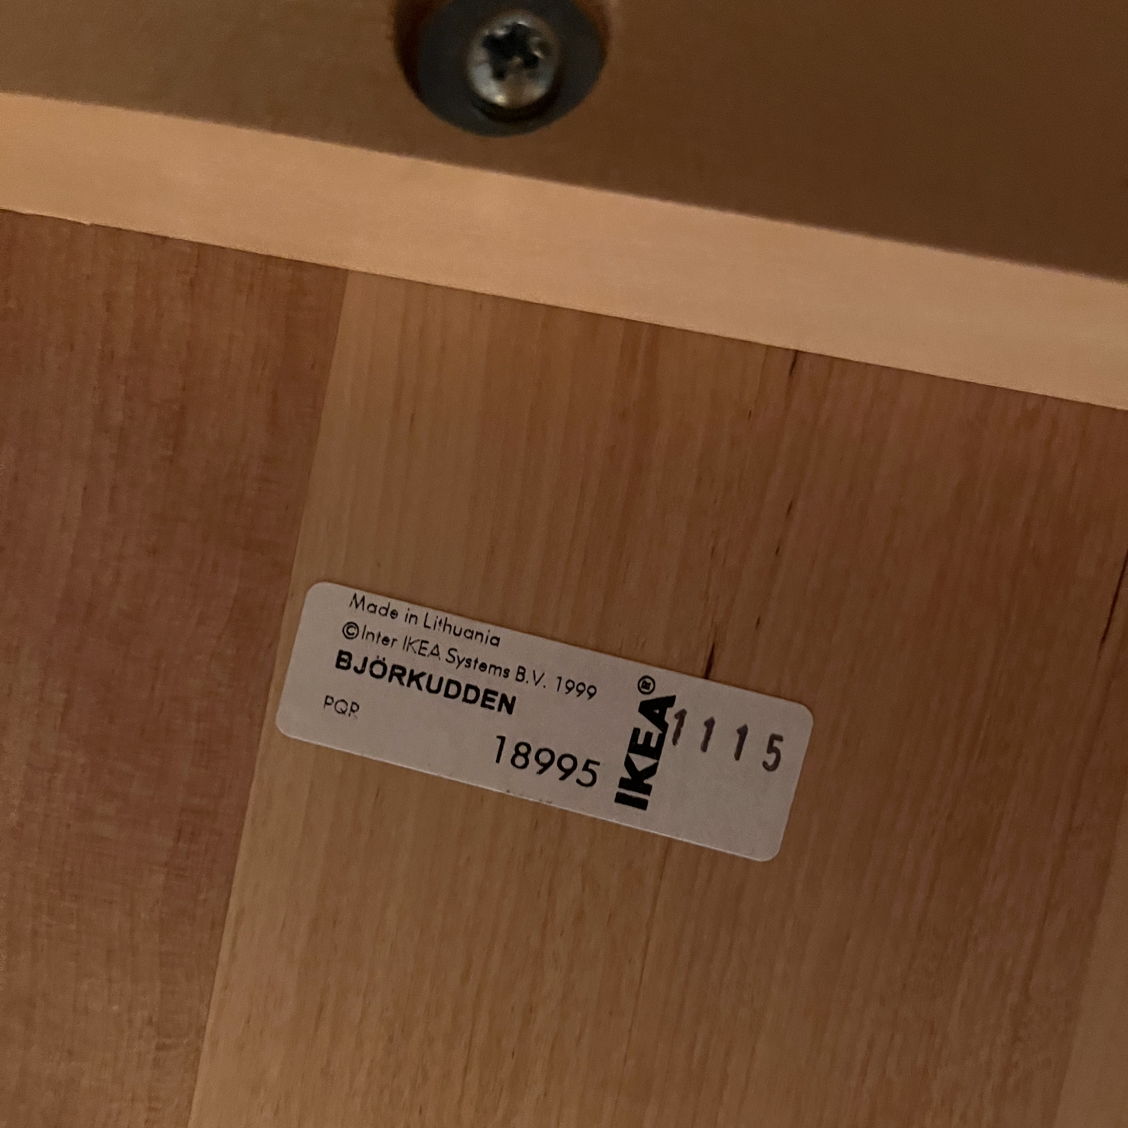 Made in Lithuania
©Inter IKEA Systems B.V. 1999
BJÖRKUDDEN
PQR
18995
IKEA®
1115